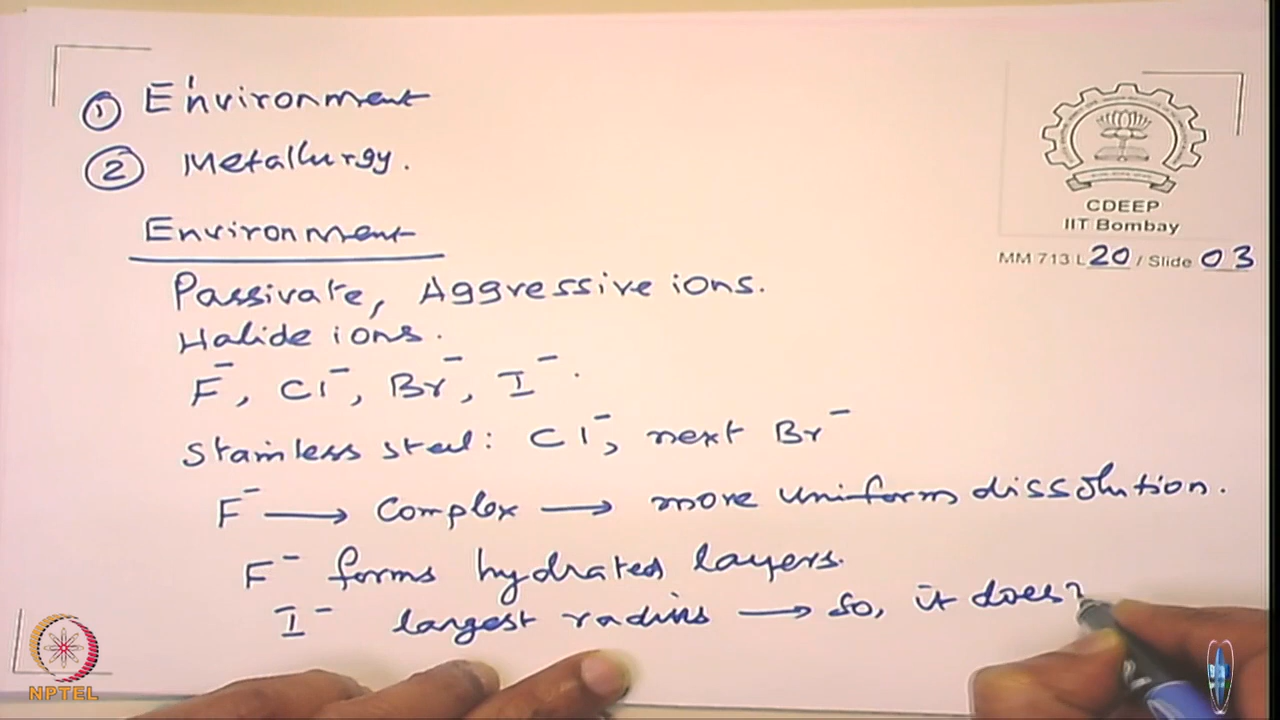 ① Environment
② Metallurgy.
Environment
Passivate, Aggressive ions.
Halide ions.
F⁻, Cl⁻, Br⁻, I⁻.
Stainless steel: Cl⁻, next Br⁻
F⁻ → Complex → more uniform dissolution.
F⁻ forms hydrated layers.
I⁻ largest radius → So, it does
CDEEP
IIT Bombay
MM 713 L 20 / Slide 03
NPTEL